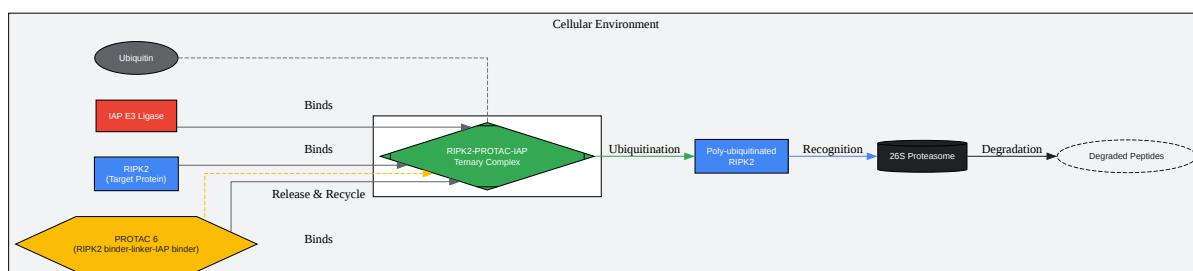 Cellular Environment
Ubiquitin
IAP E3 Ligase
Binds
RIPK2
(Target Protein)
Binds
RIPK2-PROTAC-IAP
Ternary Complex
Ubiquitination
Poly-ubiquitinated
RIPK2
Recognition
26S Proteasome
Degradation
Degraded Peptides
Release & Recycle
PROTAC 6
(RIPK2 binder-linker-IAP binder)
Binds